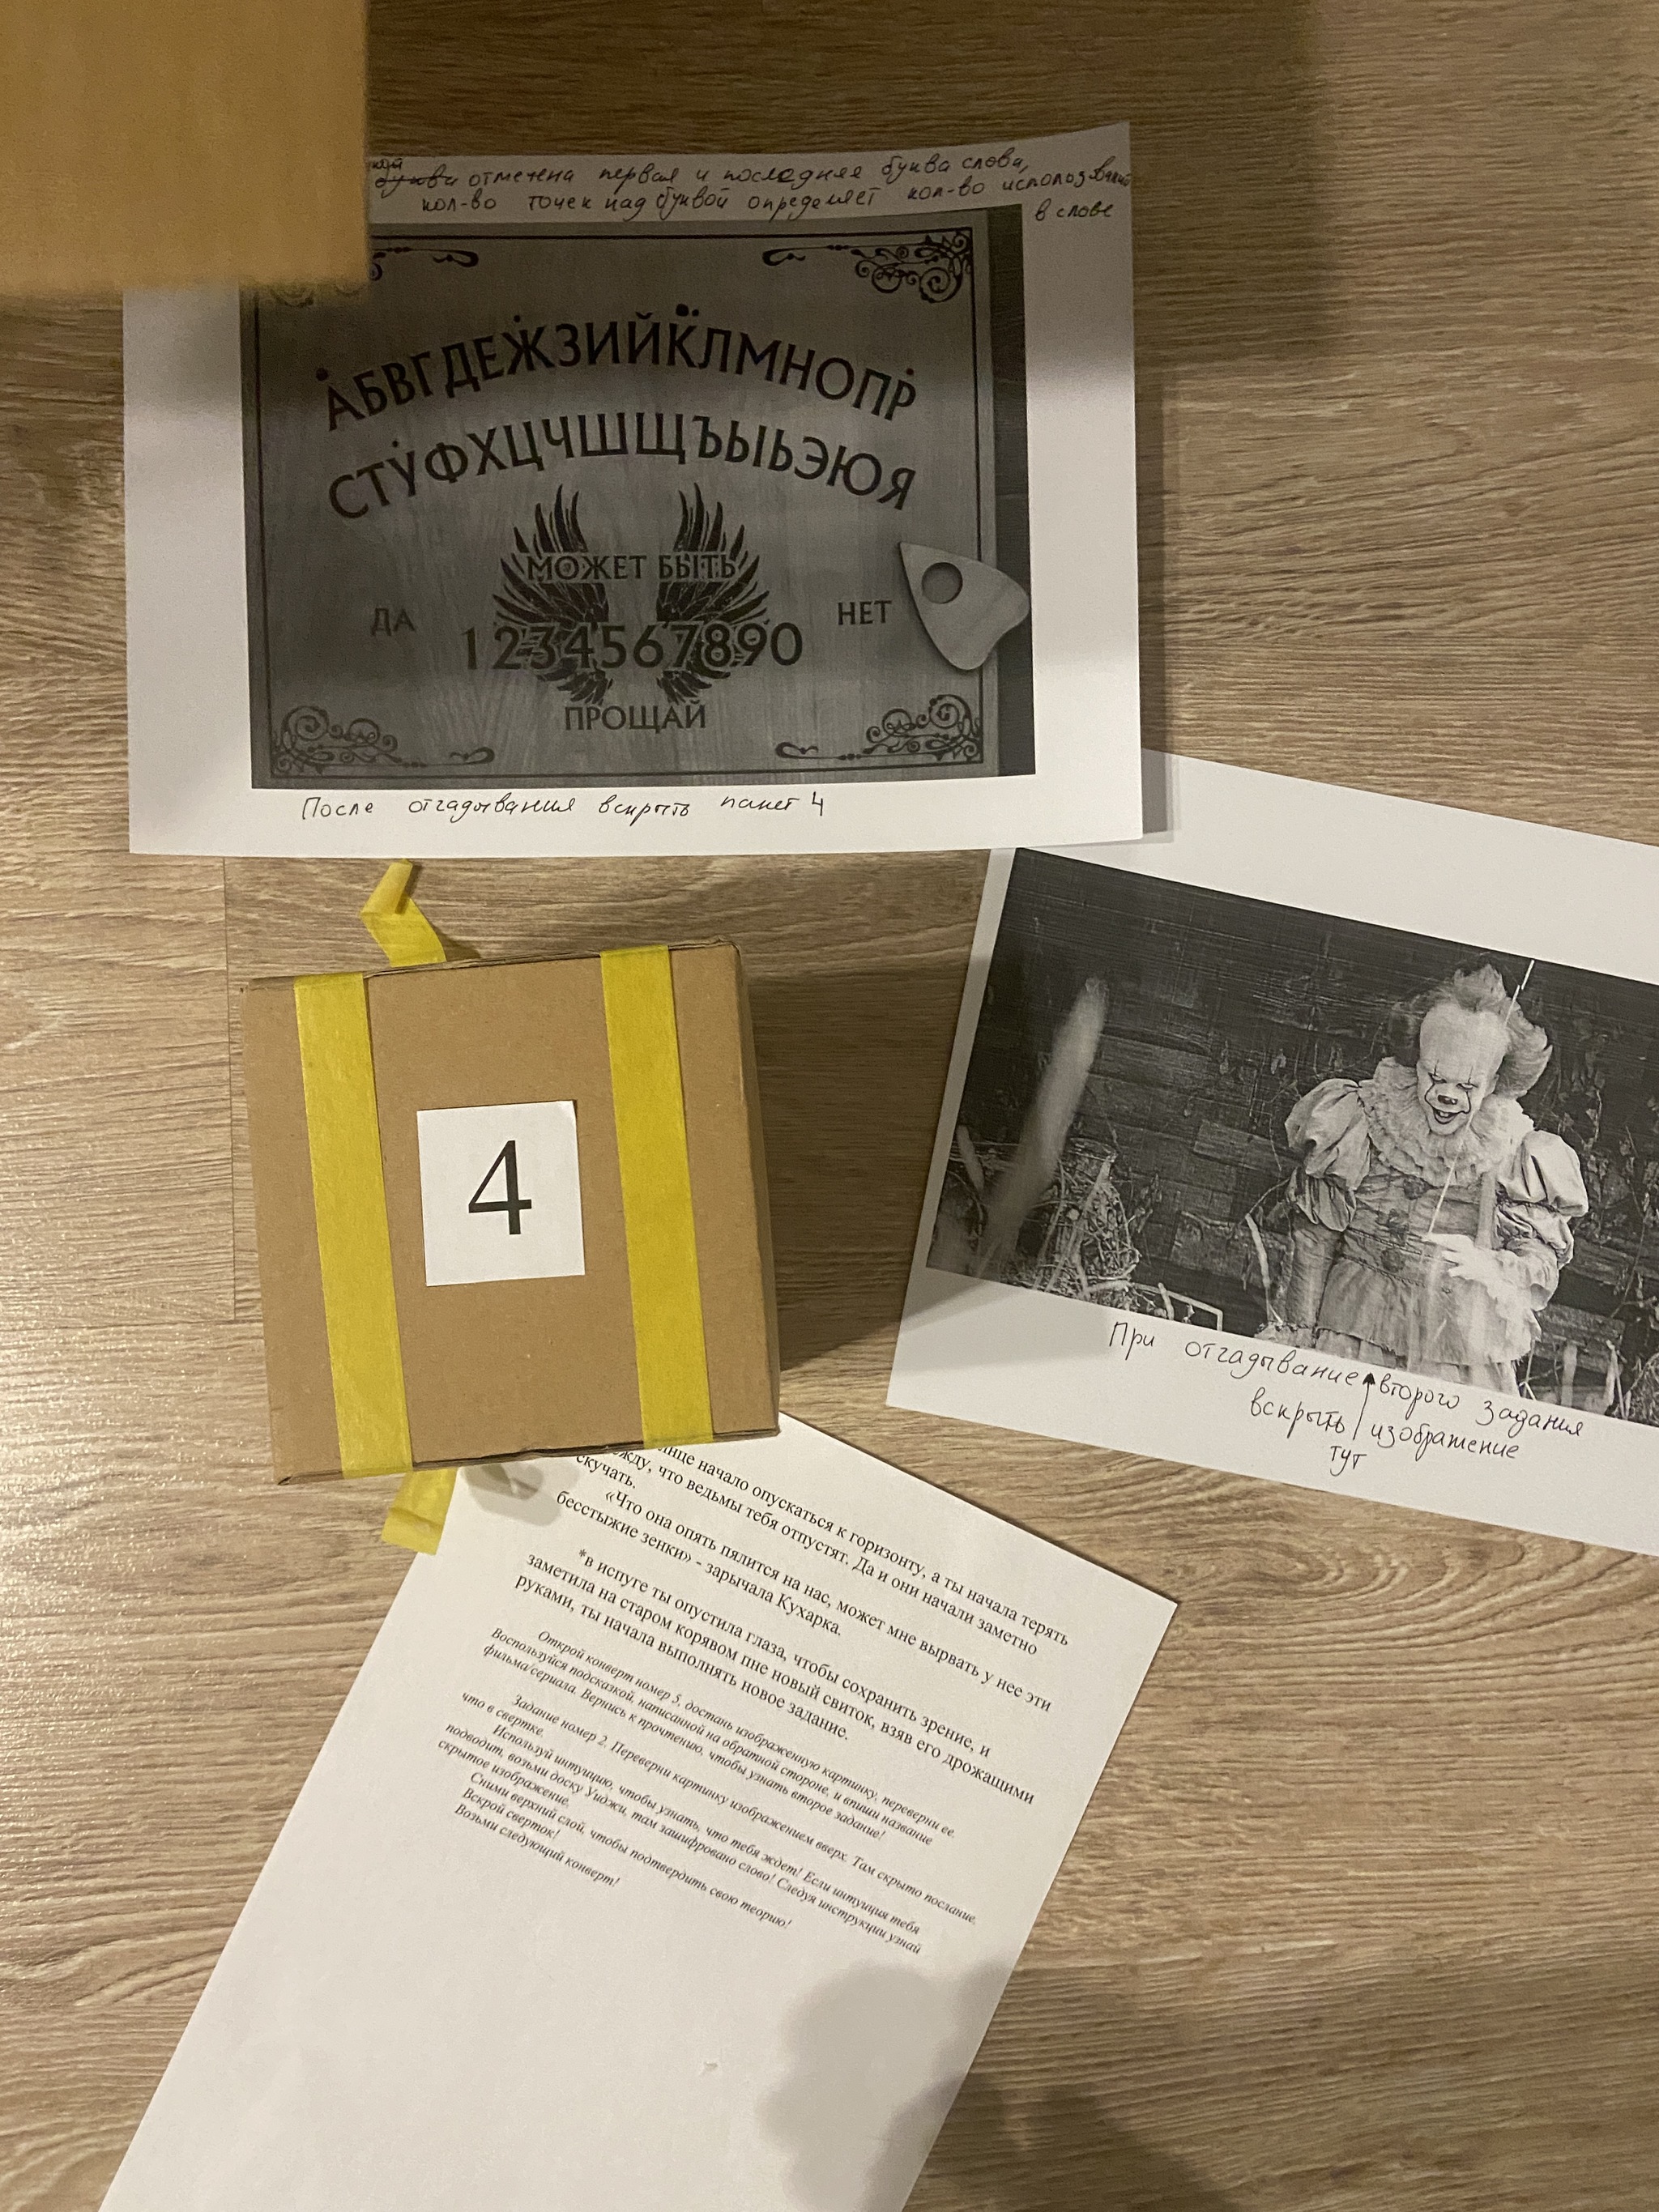 отмечена первая и последняя буква слова,
кол-во точек над буквой определяет кол-во использований
в слове
АБВГДЕЖЗИЙКЛМНОПР
СТУФХЦЧШЩЪЫЬЭЮЯ
МОЖЕТ БЫТЬ
ДА
НЕТ
1234567890
ПРОЩАЙ
После отгадывания вскрыть пакет 4
4
При отгадывание второго задания
вскрыть изображение
тут
начало опускаться к горизонту, а ты начала терять
что ведьмы тебя отпустят. Да и они начали заметно
скучать.
«Что она опять пялится на нас, может мне вырвать у нее эти
бесстыжие зенки» - зарычала Кухарка.
*в испуге ты опустила глаза, чтобы сохранить зрение, и
заметила на старом корявом пне новый свиток, взяв его дрожащими
руками, ты начала выполнять новое задание.
Открой конверт номер 5, достань изображенную картинку, переверни ее.
Воспользуйся подсказкой, написанной на обратной стороне, и впиши название
фильма/сериала. Вернись к прочтению, чтобы узнать второе задание!
Задание номер 2. Переверни картинку изображением вверх. Там скрыто послание,
что в свертке.
Используй интуицию, чтобы узнать, что тебя ждет! Если интуиция тебя
подводит, возьми доску Уиджи, там зашифровано слово! Следуя инструкции узнай
скрытое изображение.
Сними верхний слой, чтобы подтвердить свою теорию!
Вскрой сверток!
Возьми следующий конверт!